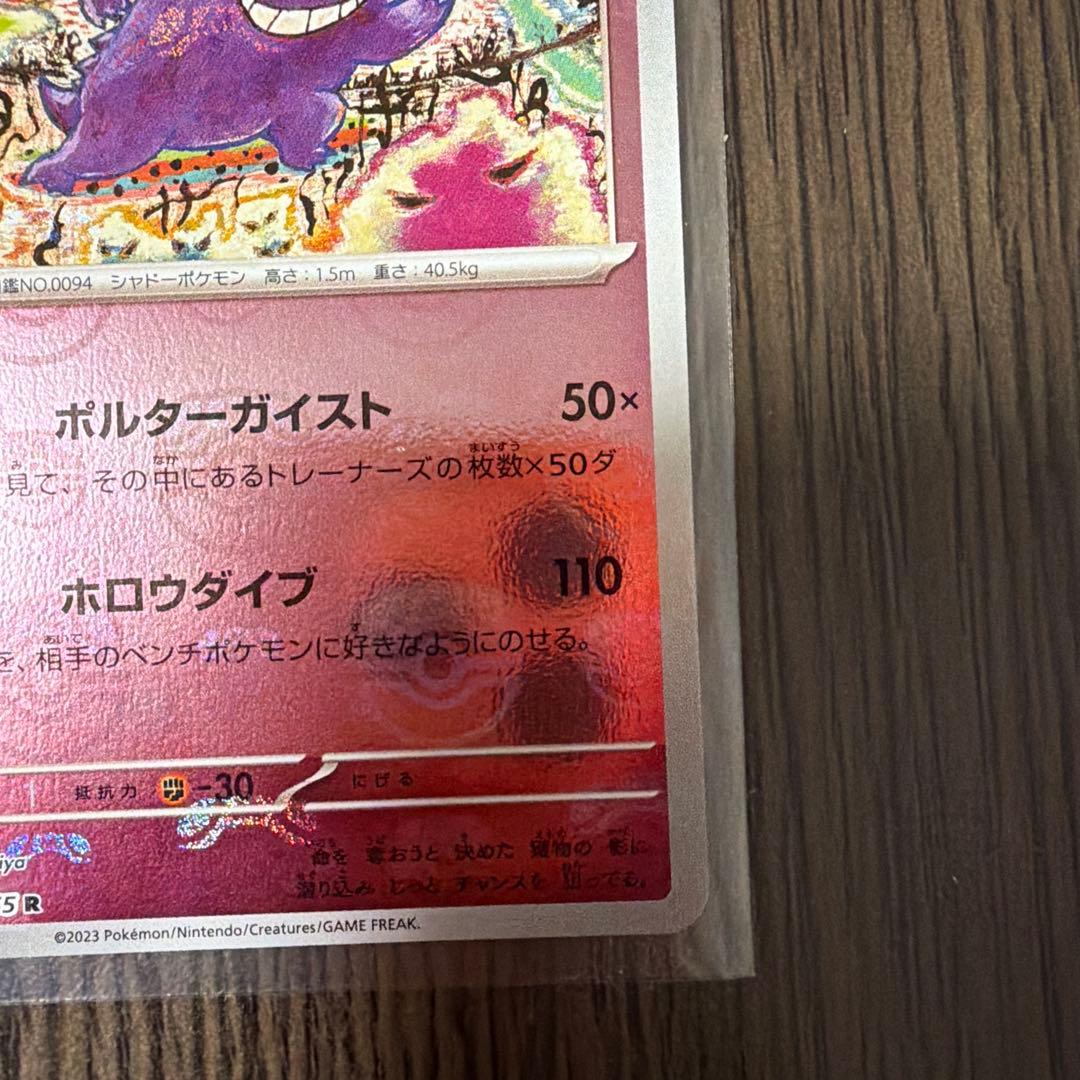 鑑NO.0094 シャドーポケモン 高さ：1.5m 重さ：40.5kg
ポルターガイスト 50×
見て、その中にあるトレーナーズの枚数×50ダ
ホロウダイブ 110
を、相手のベンチポケモンに好きなようにのせる。
抵抗力 -30 にげる
命を 奪おうと 決めた 獲物の 影に
iya
潜り込み じっと チャンスを 狙ってる。
5 R
©2023 Pokémon/Nintendo/Creatures/GAME FREAK.